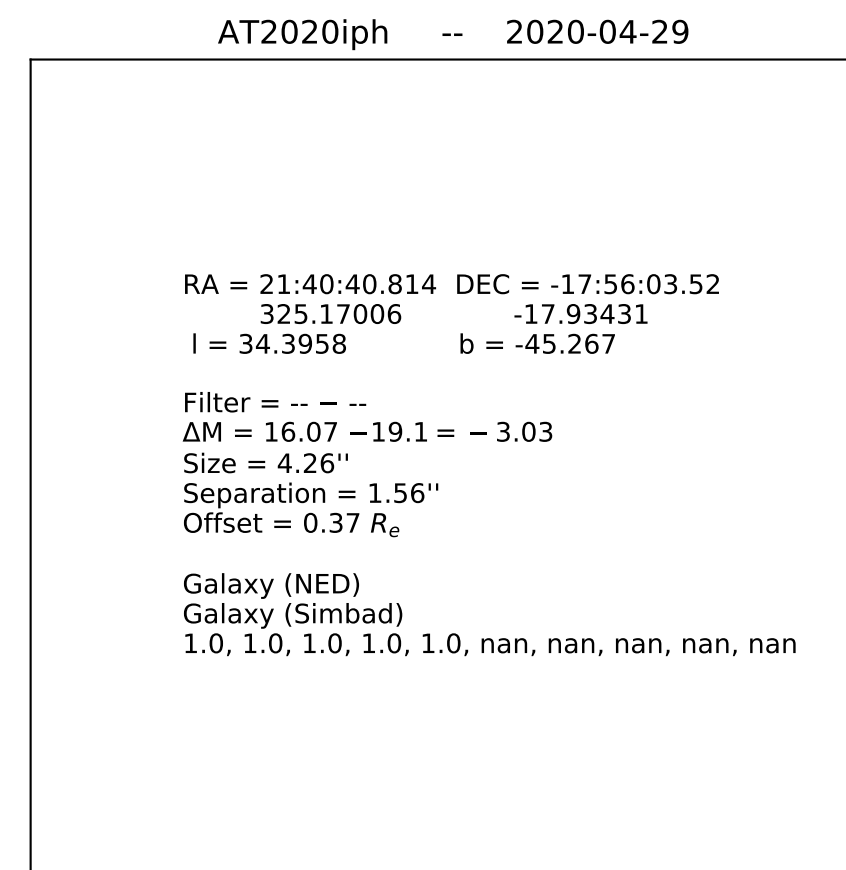 AT2020iph -- 2020-04-29
RA = 21:40:40.814 DEC = -17:56:03.52
325.17006 -17.93431
l = 34.3958 b = -45.267
Filter = -- − --
ΔM = 16.07 −19.1 = − 3.03
Size = 4.26''
Separation = 1.56''
Offset = 0.37 Re
Galaxy (NED)
Galaxy (Simbad)
1.0, 1.0, 1.0, 1.0, 1.0, nan, nan, nan, nan, nan